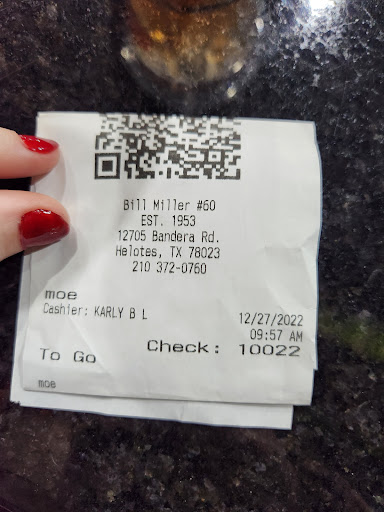 Bill Miller #60
EST. 1953
12705 Bandera Rd.
Helotes, TX 78023
210 372-0760
moe
Cashier: KARLY B L
12/27/2022
09:57 AM
To Go
Check: 10022
moe